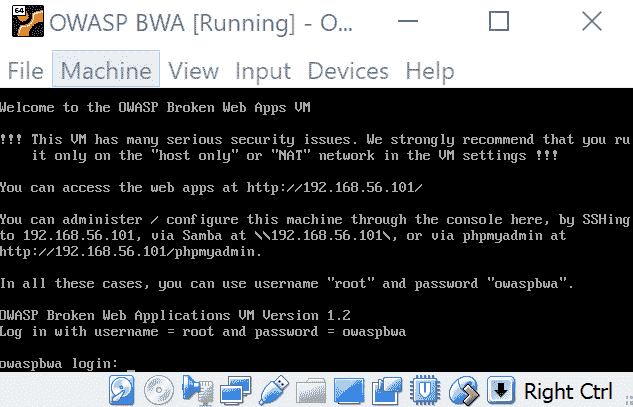 64
OWASP BWA [Running] - O...
File Machine View Input Devices Help
Welcome to the OWASP Broken Web Apps VM
!!! This VM has many serious security issues. We strongly recommend that you ru
it only on the "host only" or "NAT" network in the VM settings !!!
You can access the web apps at http://192.168.56.101/
You can administer / configure this machine through the console here, by SSHing
to 192.168.56.101, via Samba at \\192.168.56.101\, or via phpmyadmin at
http://192.168.56.101/phpmyadmin.
In all these cases, you can use username "root" and password "owaspbwa".
OWASP Broken Web Applications VM Version 1.2
Log in with username = root and password = owaspbwa
owaspbwa login: _
Right Ctrl